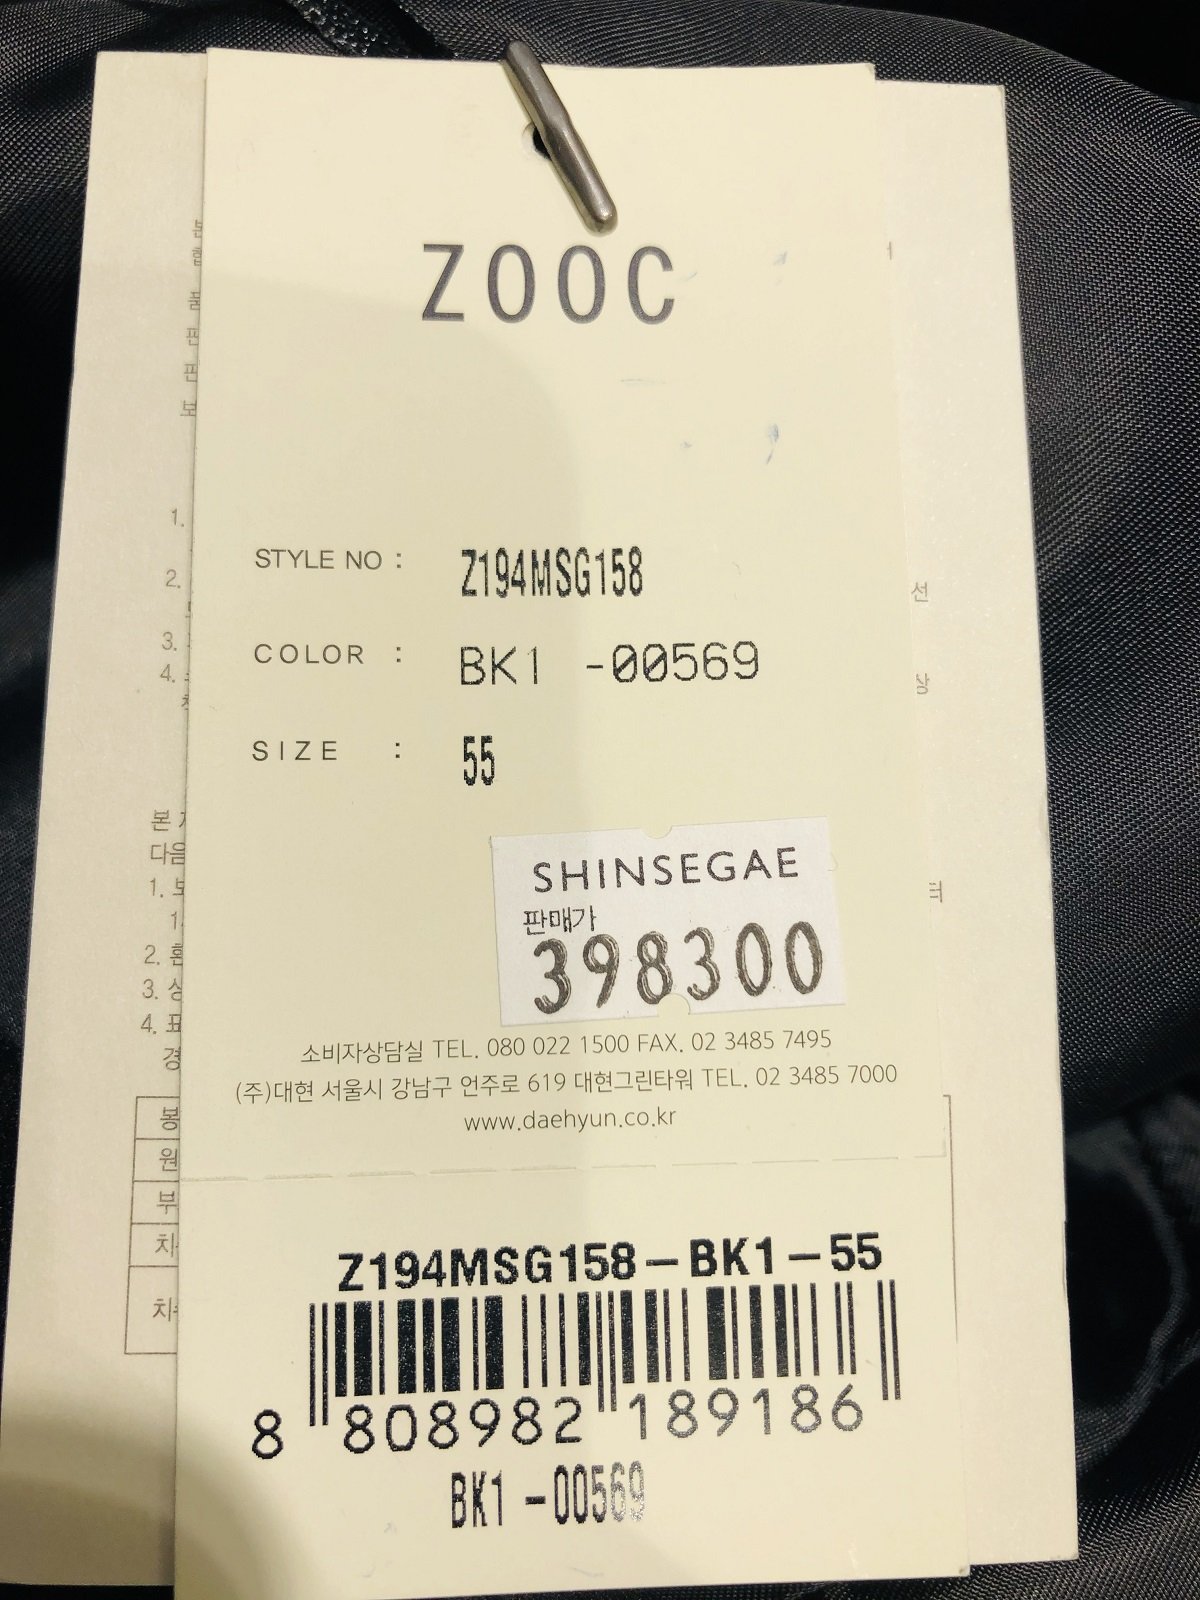 ZOOC
STYLE NO : Z194MSG158
COLOR : BK1 -00569
SIZE : 55
SHINSEGAE
판매가
398300
소비자상담실 TEL. 080 022 1500 FAX. 02 3485 7495
(주)대현 서울시 강남구 언주로 619 대현그린타워 TEL. 02 3485 7000
www.daehyun.co.kr
Z194MSG158-BK1-55
8 808982 189186
BK1 -00569